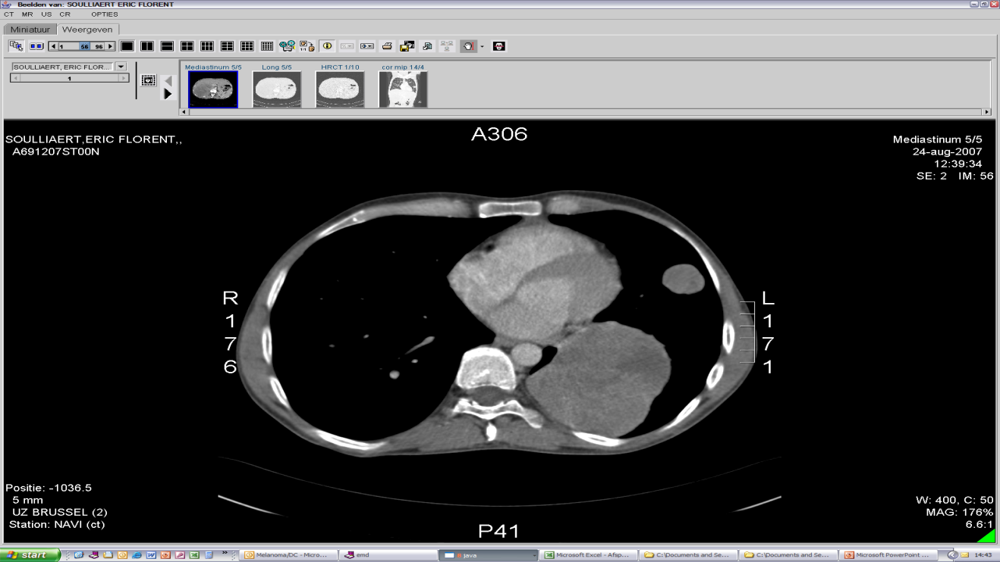 Beelden van: SOULLIAERT ERIC FLORENT
CT MR US CR OPTIES
Miniatuur Weergeven
1 56 96
SOULLIAERT, ERIC FLOR...
1
Mediastinum 5/5 Long 5/5 HRCT 1/10 cor mip 14/4
A306
SOULLIAERT,ERIC FLORENT,,
A691207ST00N
Mediastinum 5/5
24-aug-2007
12:39:34
SE: 2 IM: 56
R
1
7
6
L
1
7
1
Positie: -1036.5
5 mm
UZ BRUSSEL (2)
Station: NAVI (ct)
W: 400, C: 50
MAG: 176%
6.6:1
P41
start
Melanoma/DC - Micro...
emd
java
Microsoft Excel - Afsp...
C:\Documents and Se...
C:\Documents and Se...
Microsoft PowerPoint ...
14:43